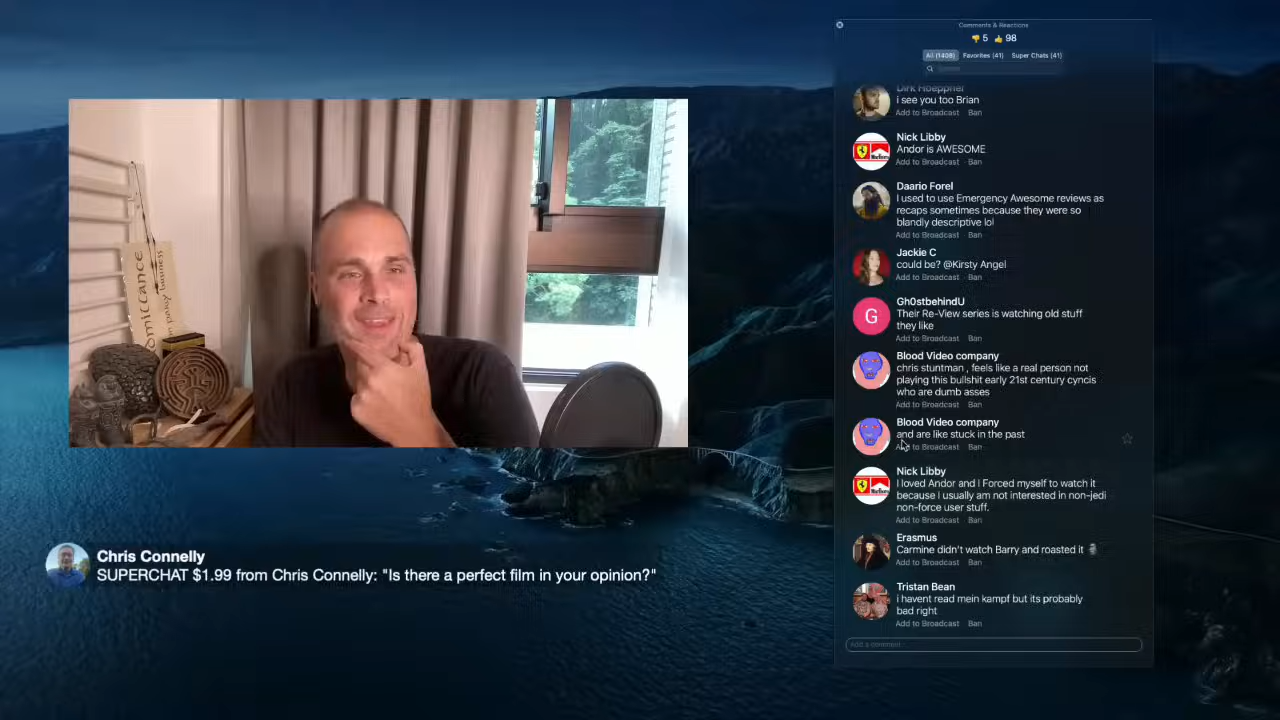 Comments & Reactions
👎 5 👍 98
All (1408) Favorites (41) Super Chats (41)
Dirk Hoeppner
i see you too Brian
Add to Broadcast Ban
Nick Libby
Andor is AWESOME
Add to Broadcast Ban
Daario Forel
I used to use Emergency Awesome reviews as
recaps sometimes because they were so
blandly descriptive lol
Add to Broadcast Ban
Jackie C
could be? @Kirsty Angel
Add to Broadcast Ban
G
Gh0stbehindU
Their Re-View series is watching old stuff
they like
Add to Broadcast Ban
Blood Video company
chris stuntman , feels like a real person not
playing this bullshit early 21st century cyncis
who are dumb asses
Add to Broadcast Ban
Blood Video company
and are like stuck in the past
Add to Broadcast Ban
Nick Libby
I loved Andor and I Forced myself to watch it
because I usually am not interested in non-jedi
non-force user stuff.
Add to Broadcast Ban
Erasmus
Carmine didn't watch Barry and roasted it 🗿
Add to Broadcast Ban
Tristan Bean
i havent read mein kampf but its probably
bad right
Add to Broadcast Ban
Add a comment
Chris Connelly
SUPERCHAT $1.99 from Chris Connelly: "Is there a perfect film in your opinion?"